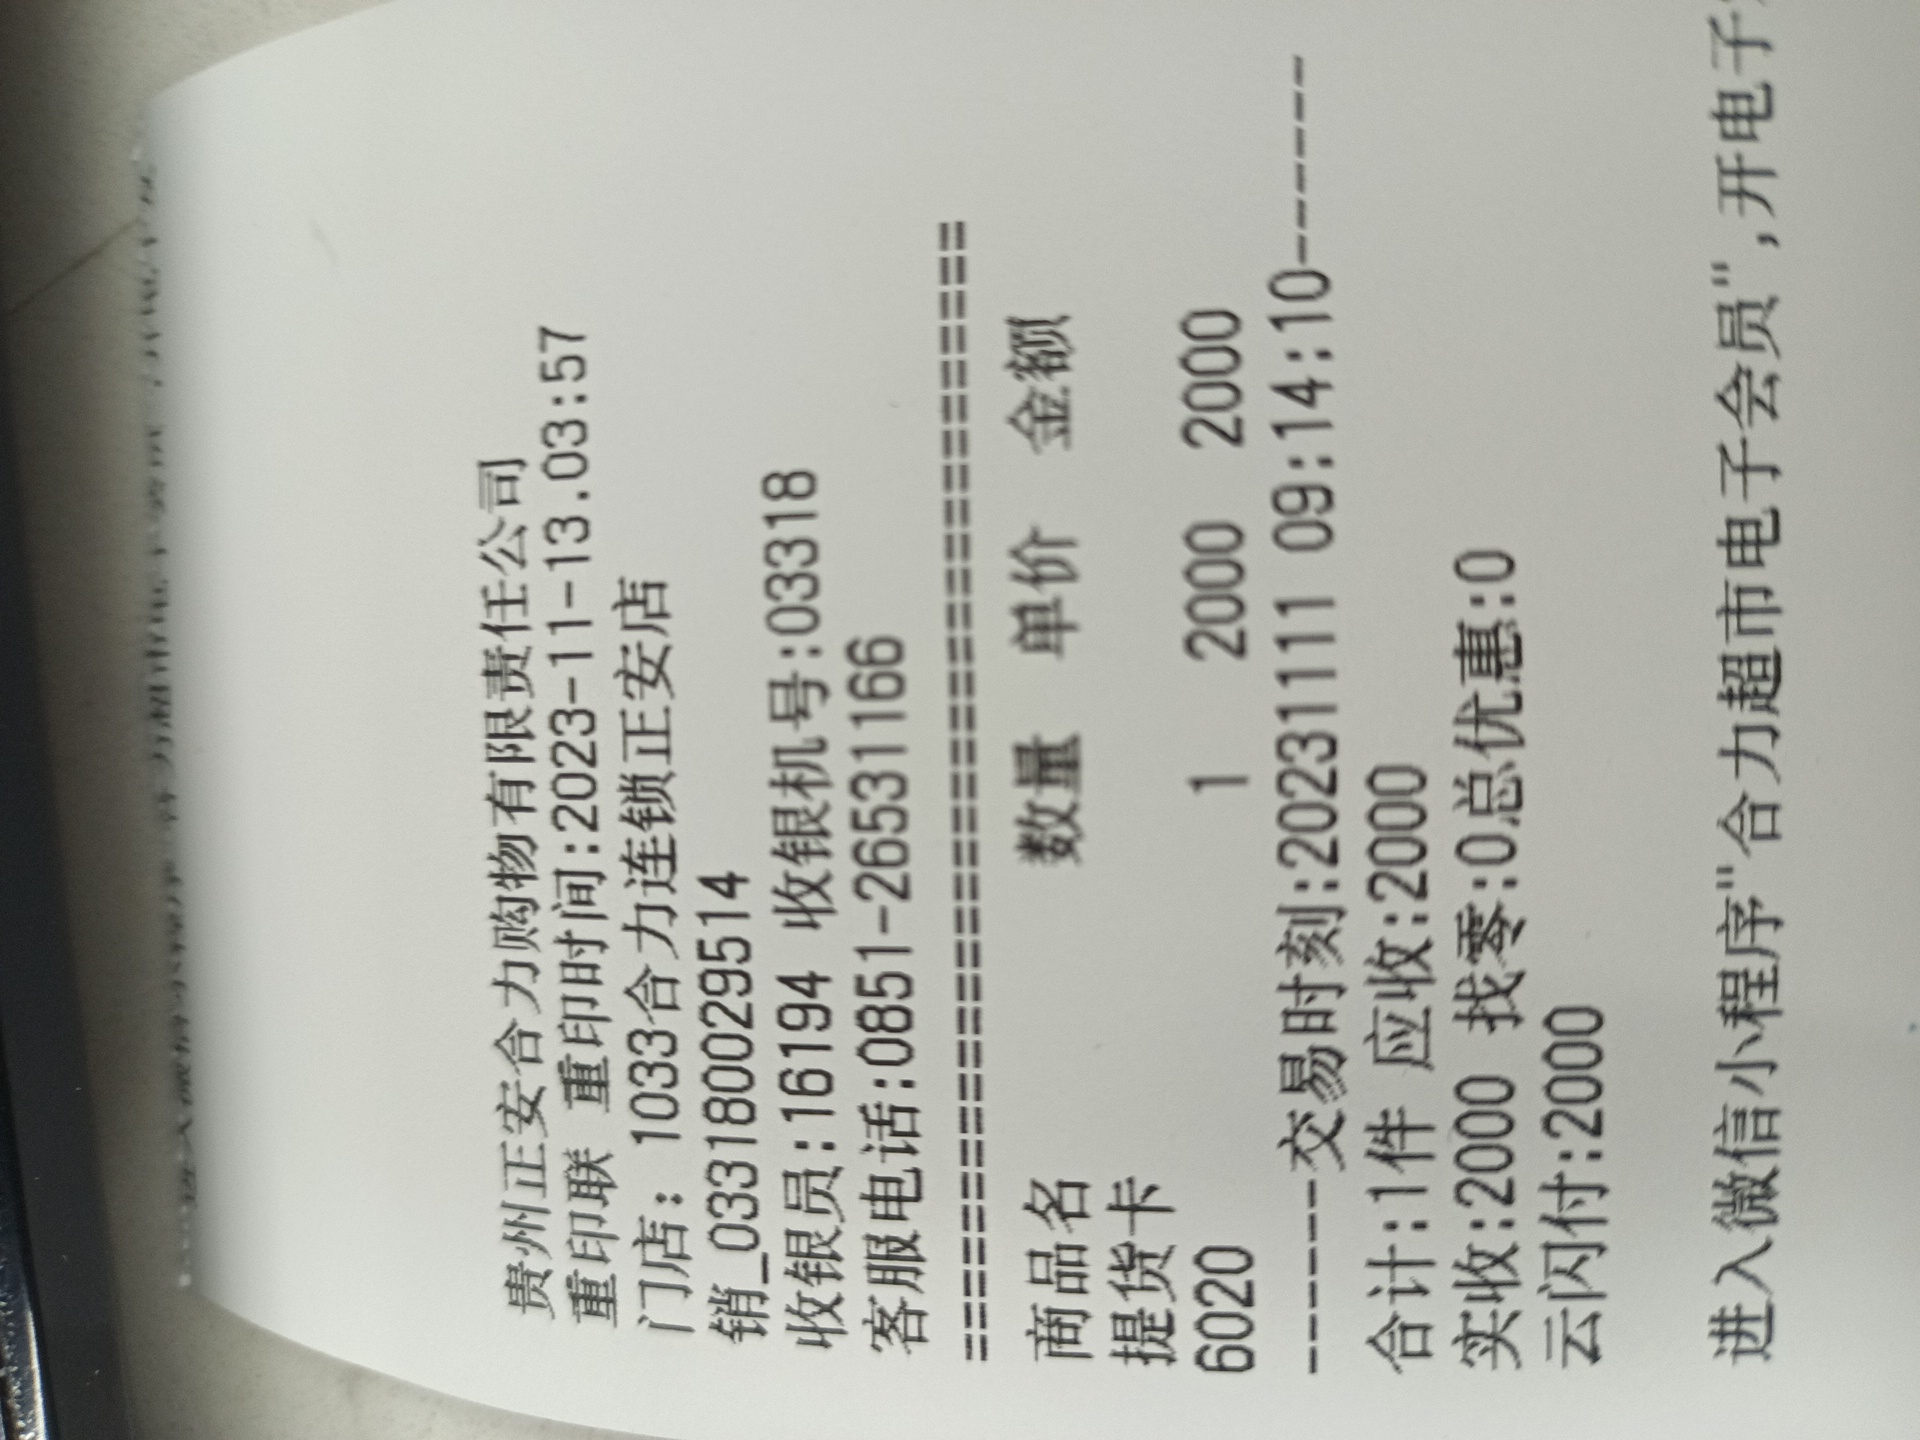 贵州正安合力购物有限责任公司
重印联 重印时间:2023-11-13.03:57
门店: 1033合力连锁正安店
销_033180029514
收银员:16194 收银机号:03318
客服电话:0851-26531166
================================
商品名 数量 单价 金额
提货卡
6020 1 2000 2000
------交易时刻:20231111 09:14:10-------
合计:1件 应收:2000
实收:2000 找零:0总优惠:0
云闪付:2000
进入微信小程序"合力超市电子会员",开电子